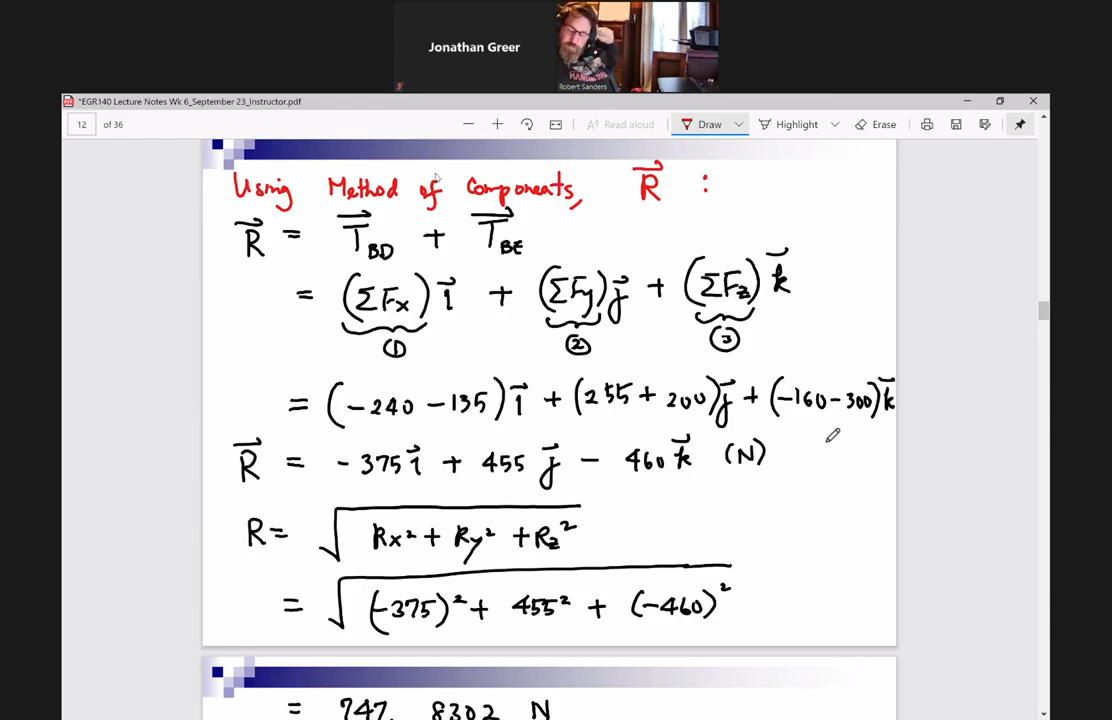 Jonathan Greer
Robert Sanders
*EGR140 Lecture Notes Wk 6_September 23_Instructor.pdf
12 of 36 Read aloud Draw Highlight Erase
Using Method of Components, R⃗ :
R⃗ = T⃗_BD + T⃗_BE
= (ΣFx) i⃗ + (ΣFy) j⃗ + (ΣFz) k⃗
① ② ③
= (-240 - 135) i⃗ + (255 + 200) j⃗ + (-160 - 300) k⃗
R⃗ = - 375 i⃗ + 455 j⃗ - 460 k⃗ (N)
R = √(Rx² + Ry² + Rz²)
= √((-375)² + 455² + (-460)²)
= 747. 8302 N